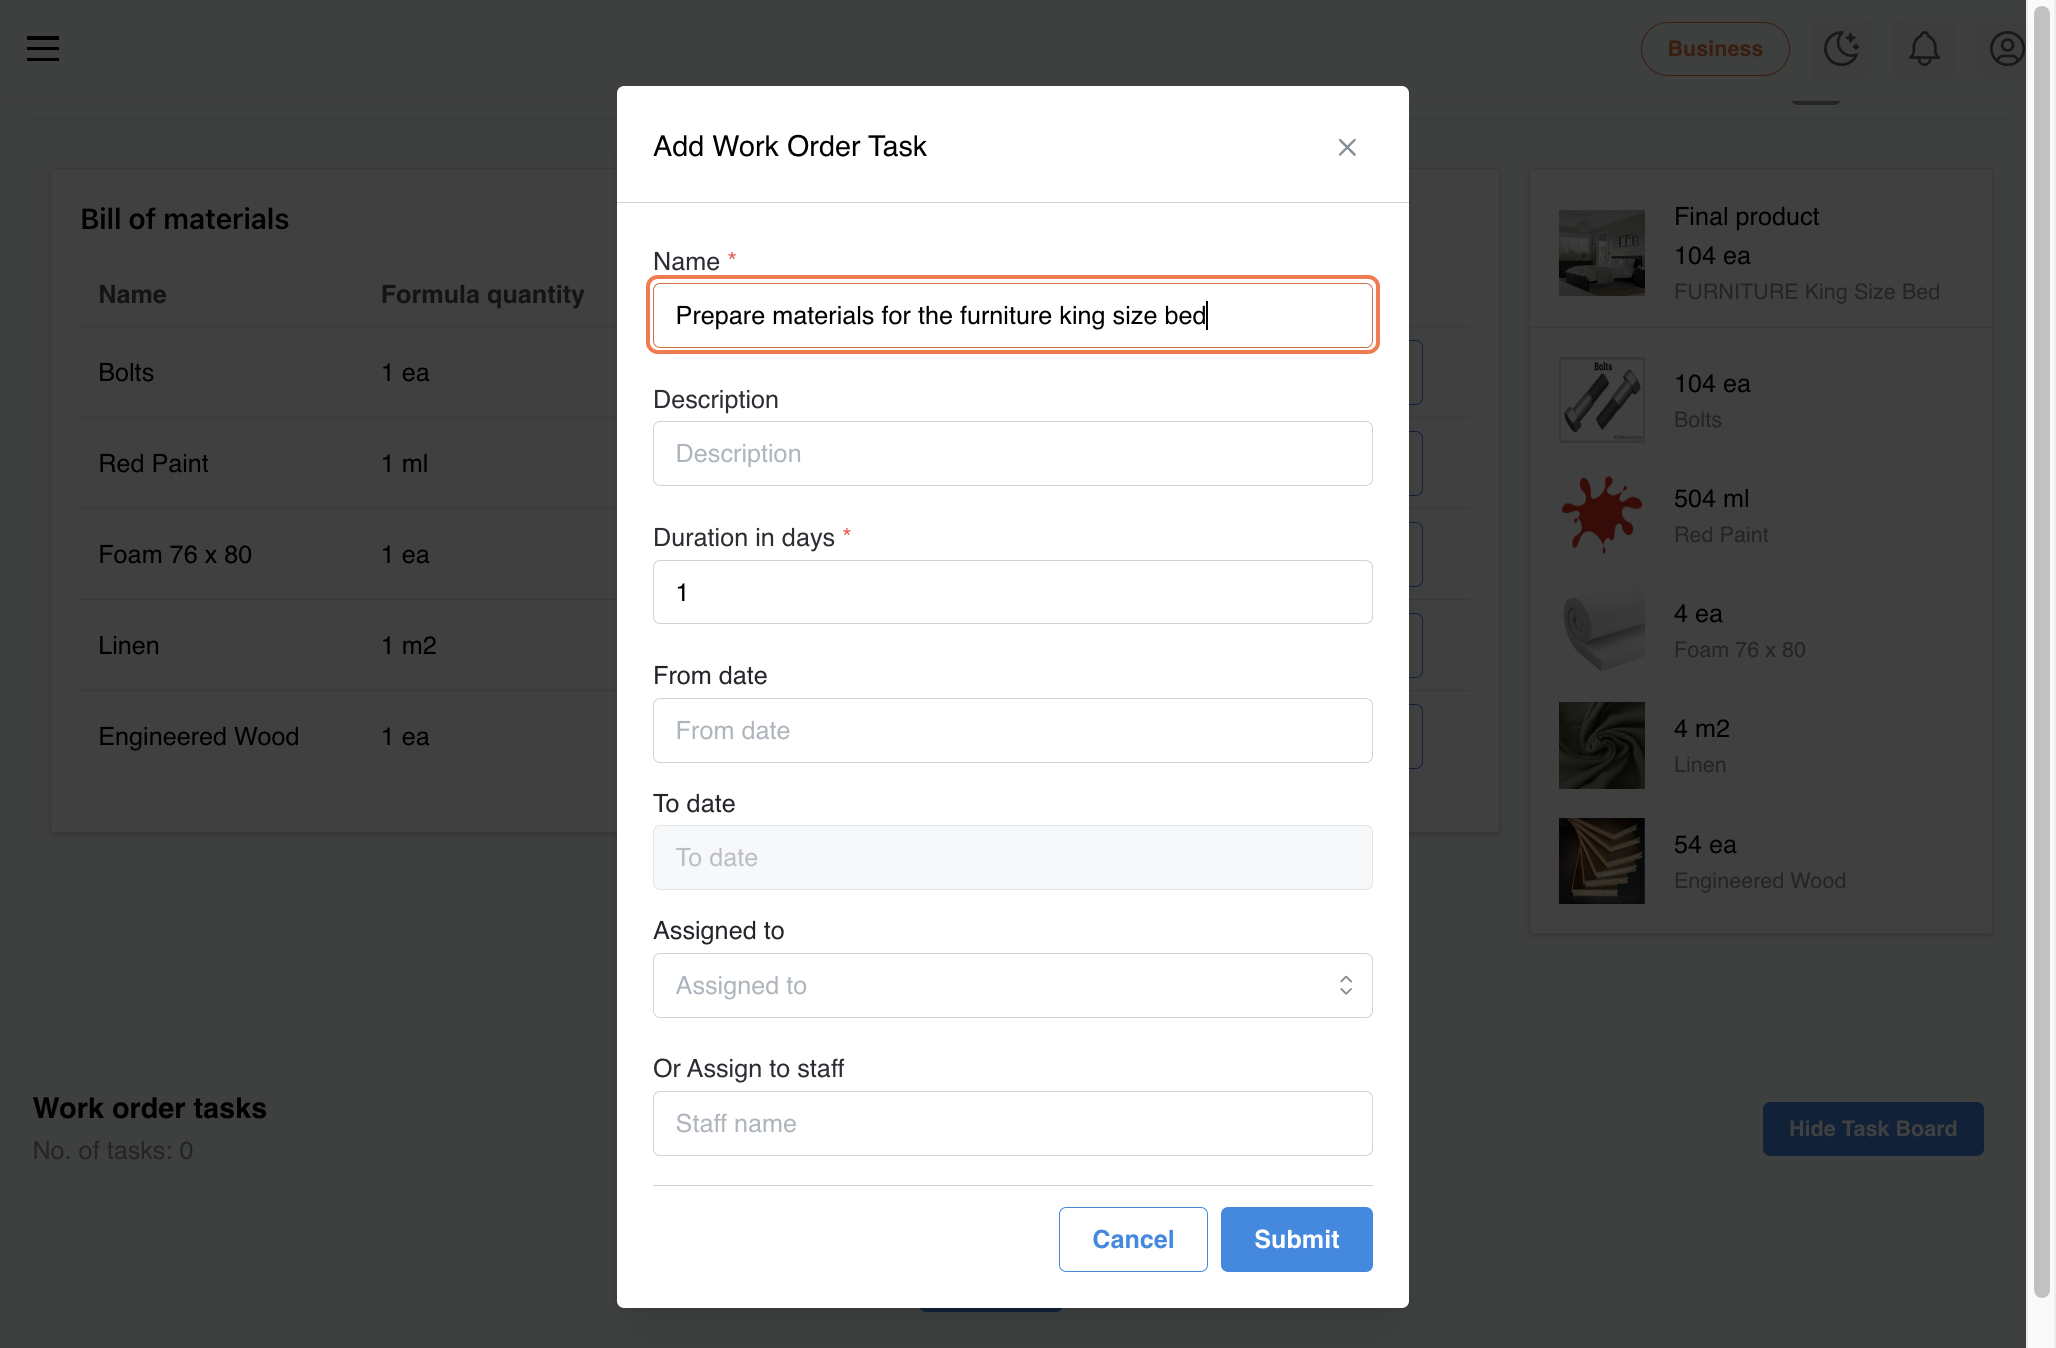 Business
Add Work Order Task
Bill of materials
Name
Formula quantity
Bolts
1 ea
Red Paint
1 ml
Foam 76 x 80
1 ea
Linen
1 m2
Engineered Wood
1 ea
Name *
Prepare materials for the furniture king size bed
Description
Description
Duration in days *
1
From date
From date
To date
To date
Assigned to
Assigned to
Or Assign to staff
Staff name
Cancel
Submit
Final product
104 ea
FURNITURE King Size Bed
Bolts
104 ea
Bolts
504 ml
Red Paint
4 ea
Foam 76 x 80
4 m2
Linen
54 ea
Engineered Wood
Work order tasks
No. of tasks: 0
Hide Task Board